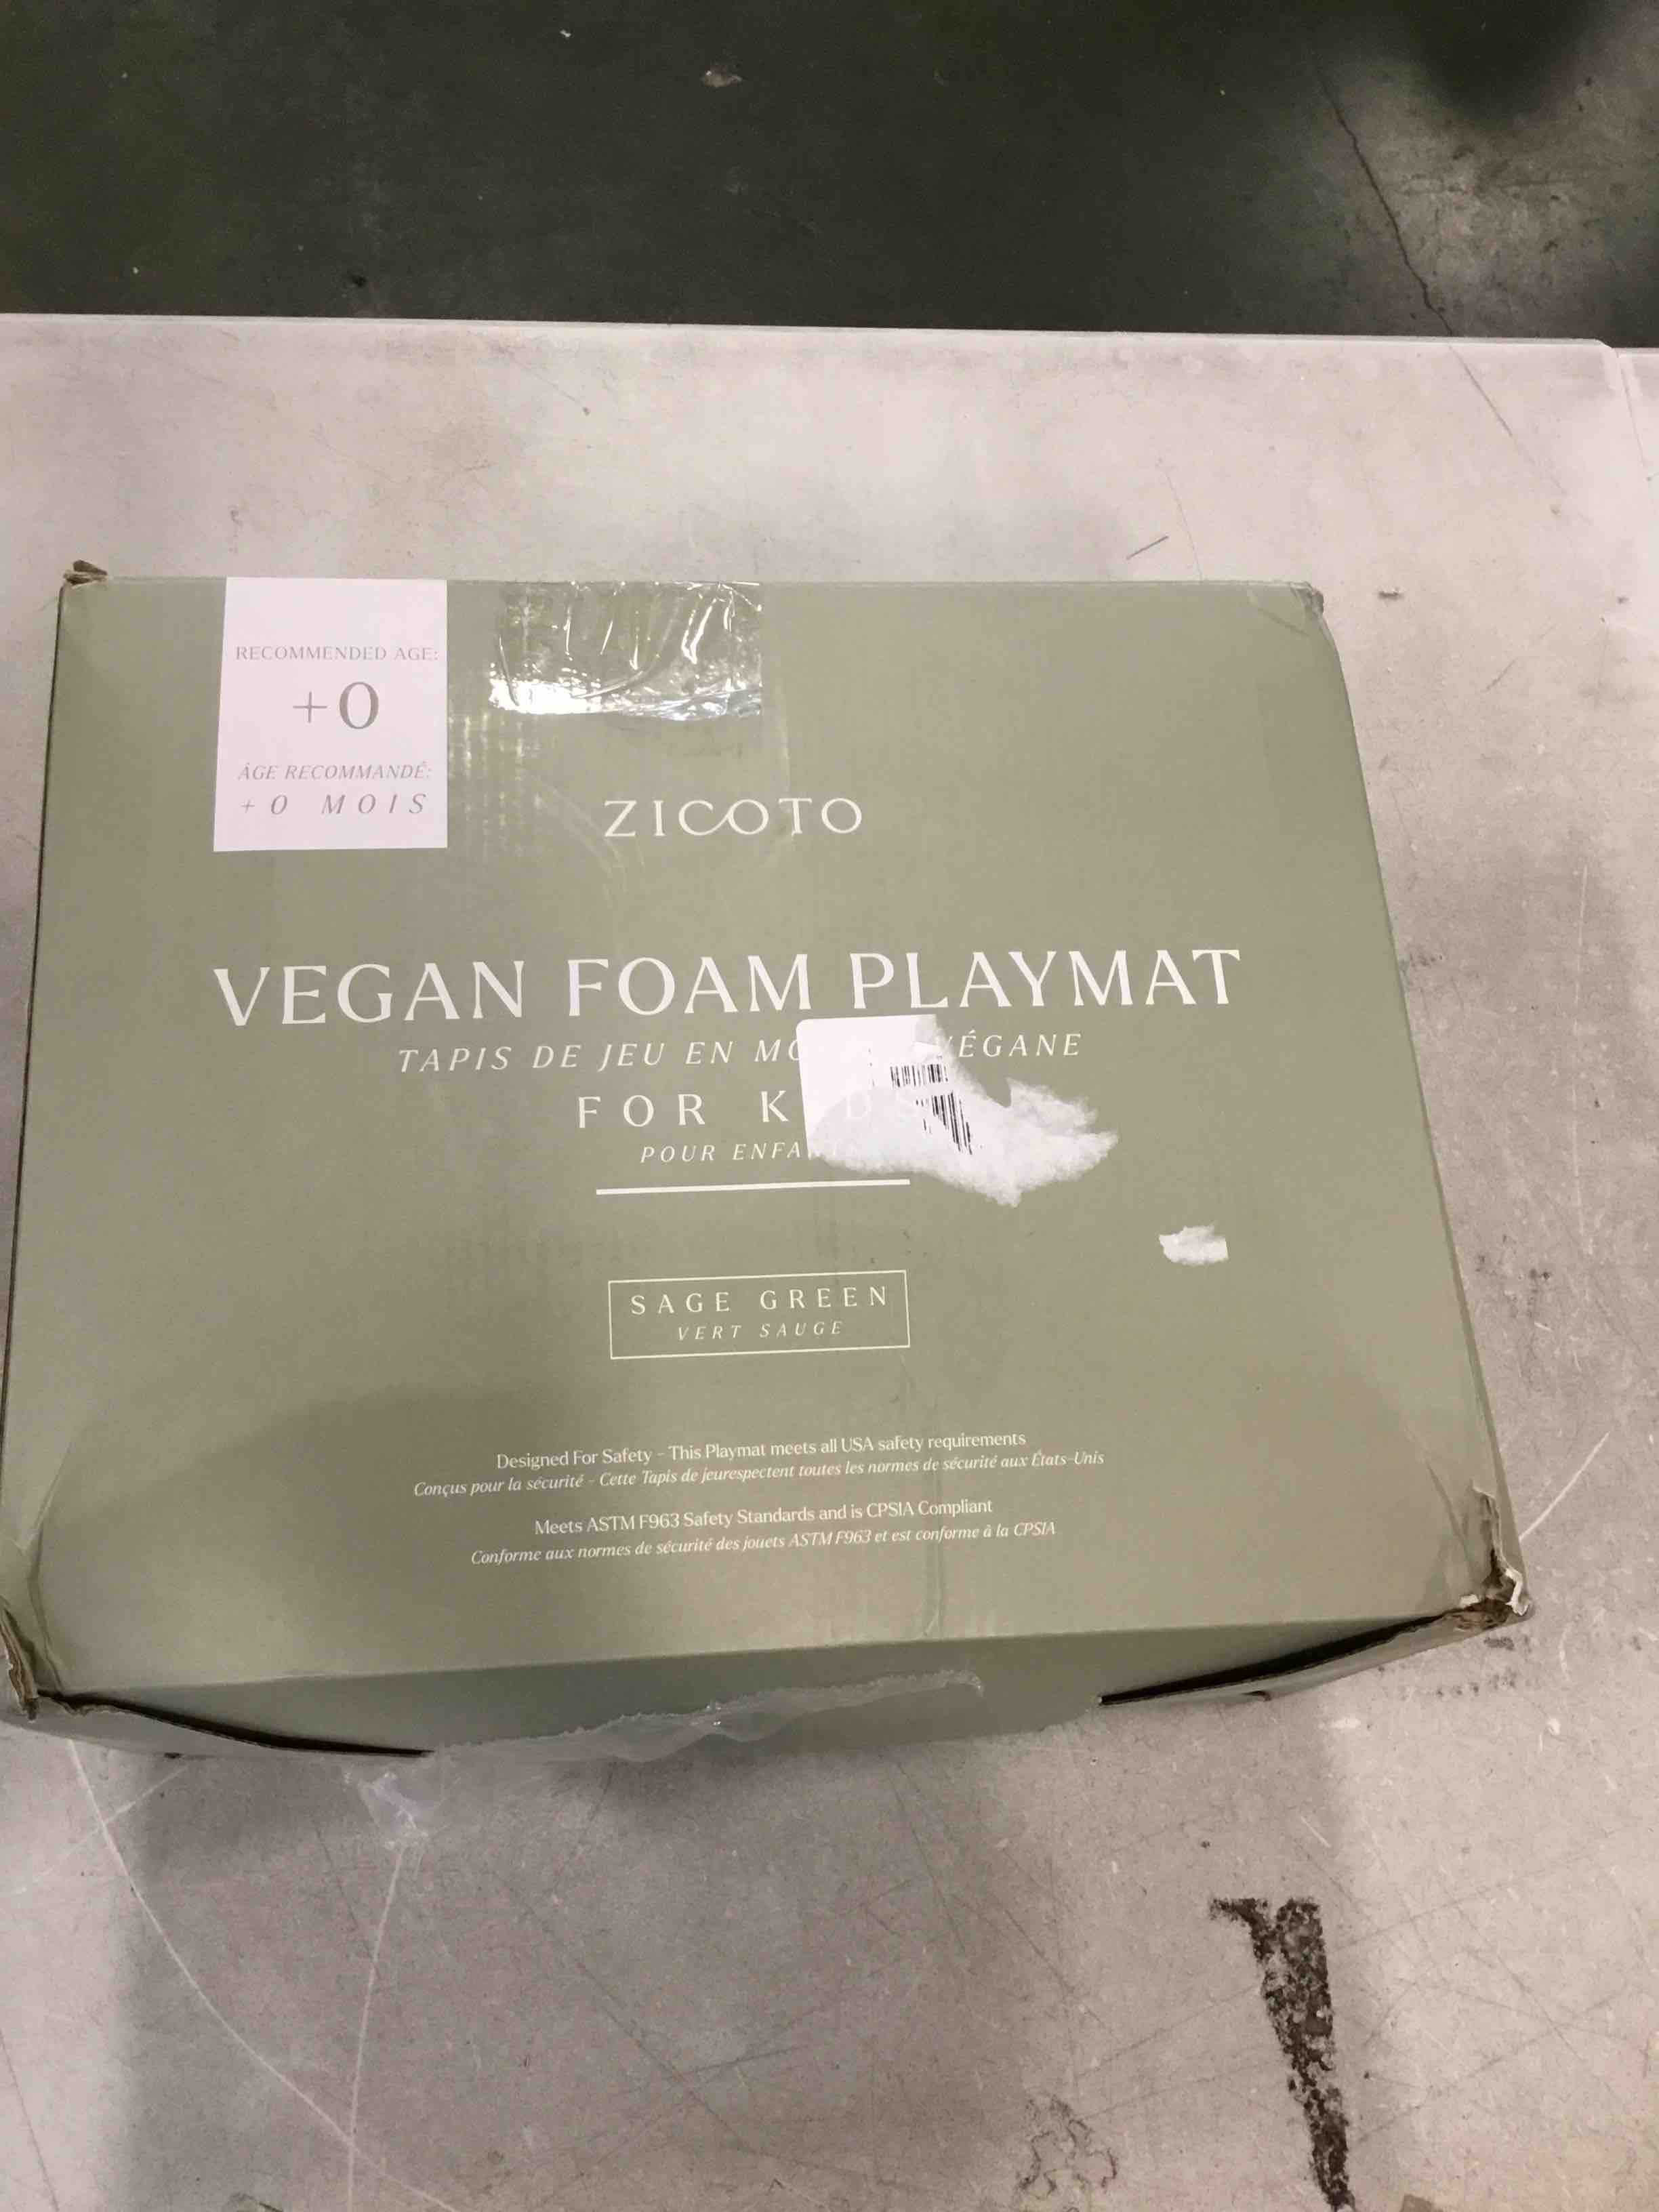 RECOMMENDED AGE:
+0
ÂGE RECOMMANDÉ:
+0 MOIS
ZICOTO
VEGAN FOAM PLAYMAT
TAPIS DE JEU EN VÉGANE
FOR KIDS
POUR
SAGE GREEN
VERT SAUGE
Designed For Safety – This Playmat meets all USA safety requirements
Conçus pour la sécurité – Cette Tapis de jeurespectent toutes les normes de sécurité aux États-Unis
Meets ASTM F963 Safety Standards and is CPSIA Compliant
Conforme aux normes de sécurité des jouets ASTM F963 et est conforme à la CPSIA